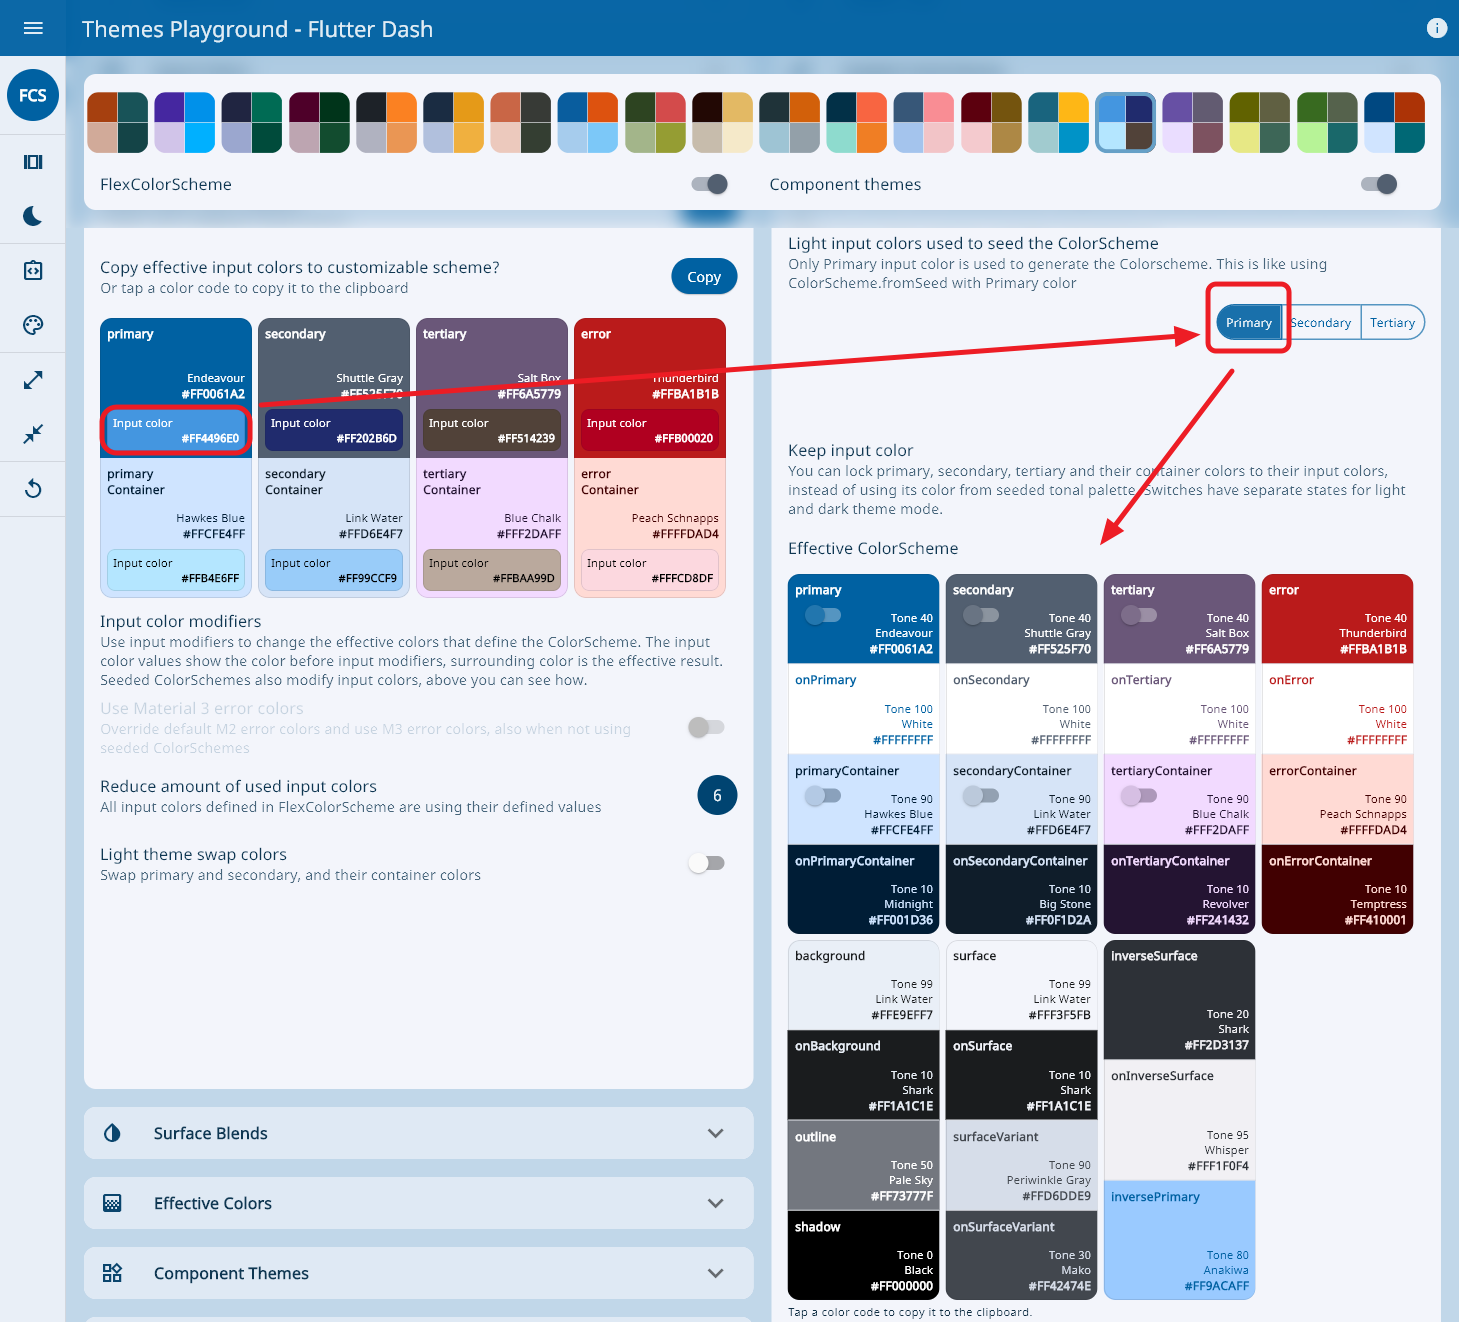 Themes Playground - Flutter Dash
i
FCS
FlexColorScheme
Component themes
Copy effective input colors to customizable scheme?
Or tap a color code to copy it to the clipboard
Copy
primary
Endeavour
#FF0061A2
Input color
#FF4496E0
secondary
Shuttle Gray
#FF525F70
Input color
#FF202B6D
tertiary
Salt Box
#FF6A5779
Input color
#FF514239
error
Thunderbird
#FFBA1B1B
Input color
#FFB00020
primary
Container
Hawkes Blue
#FFCFE4FF
Input color
#FFB4E6FF
secondary
Container
Link Water
#FFD6E4F7
Input color
#FF99CCF9
tertiary
Container
Blue Chalk
#FFF2DAFF
Input color
#FFBAA99D
error
Container
Peach Schnapps
#FFFFDAD4
Input color
#FFFCD8DF
Input color modifiers
Use input modifiers to change the effective colors that define the ColorScheme. The input
color values show the color before input modifiers, surrounding color is the effective result.
Seeded ColorSchemes also modify input colors, above you can see how.
Use Material 3 error colors
Override default M2 error colors and use M3 error colors, also when not using
seeded ColorSchemes
Reduce amount of used input colors
All input colors defined in FlexColorScheme are using their defined values
6
Light theme swap colors
Swap primary and secondary, and their container colors
Surface Blends
Effective Colors
Component Themes
Light input colors used to seed the ColorScheme
Only Primary input color is used to generate the Colorscheme. This is like using
ColorScheme.fromSeed with Primary color
Primary
Secondary
Tertiary
Keep input color
You can lock primary, secondary, tertiary and their container colors to their input colors,
instead of using its color from seeded tonal palette. Switches have separate states for light
and dark theme mode.
Effective ColorScheme
primary
Tone 40
Endeavour
#FF0061A2
secondary
Tone 40
Shuttle Gray
#FF525F70
tertiary
Tone 40
Salt Box
#FF6A5779
error
Tone 40
Thunderbird
#FFBA1B1B
onPrimary
Tone 100
White
#FFFFFFFF
onSecondary
Tone 100
White
#FFFFFFFF
onTertiary
Tone 100
White
#FFFFFFFF
onError
Tone 100
White
#FFFFFFFF
primaryContainer
Tone 90
Hawkes Blue
#FFCFE4FF
secondaryContainer
Tone 90
Link Water
#FFD6E4F7
tertiaryContainer
Tone 90
Blue Chalk
#FFF2DAFF
errorContainer
Tone 90
Peach Schnapps
#FFFFDAD4
onPrimaryContainer
Tone 10
Midnight
#FF001D36
onSecondaryContainer
Tone 10
Big Stone
#FF0F1D2A
onTertiaryContainer
Tone 10
Revolver
#FF241432
onErrorContainer
Tone 10
Temptress
#FF410001
background
Tone 99
Link Water
#FFE9EFF7
surface
Tone 99
Link Water
#FFF3F5FB
inverseSurface
Tone 20
Shark
#FF2D3137
onBackground
Tone 10
Shark
#FF1A1C1E
onSurface
Tone 10
Shark
#FF1A1C1E
onInverseSurface
Tone 95
Whisper
#FFF1F0F4
outline
Tone 50
Pale Sky
#FF73777F
surfaceVariant
Tone 90
Periwinkle Gray
#FFD6DDE9
inversePrimary
Tone 80
Anakiwa
#FF9ACAFF
shadow
Tone 0
Black
#FF000000
onSurfaceVariant
Tone 30
Mako
#FF42474E
Tap a color code to copy it to the clipboard.